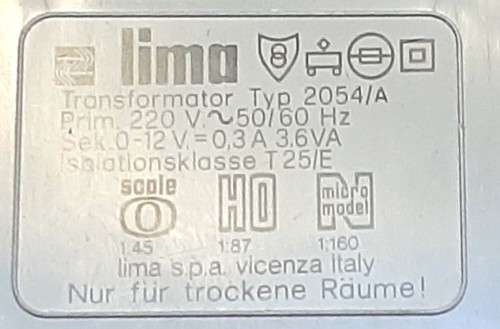 lima 8
Transformator Typ 2054/A
Prim. 220 V.~50/60 Hz
Sek. 0-12 V.= 0,3 A 3.6VA
Isolationsklasse T 25/E
scale O HO N micro model
1:45 1:87 1:160
lima s.p.a. vicenza Italy
Nur für trockene Räume!